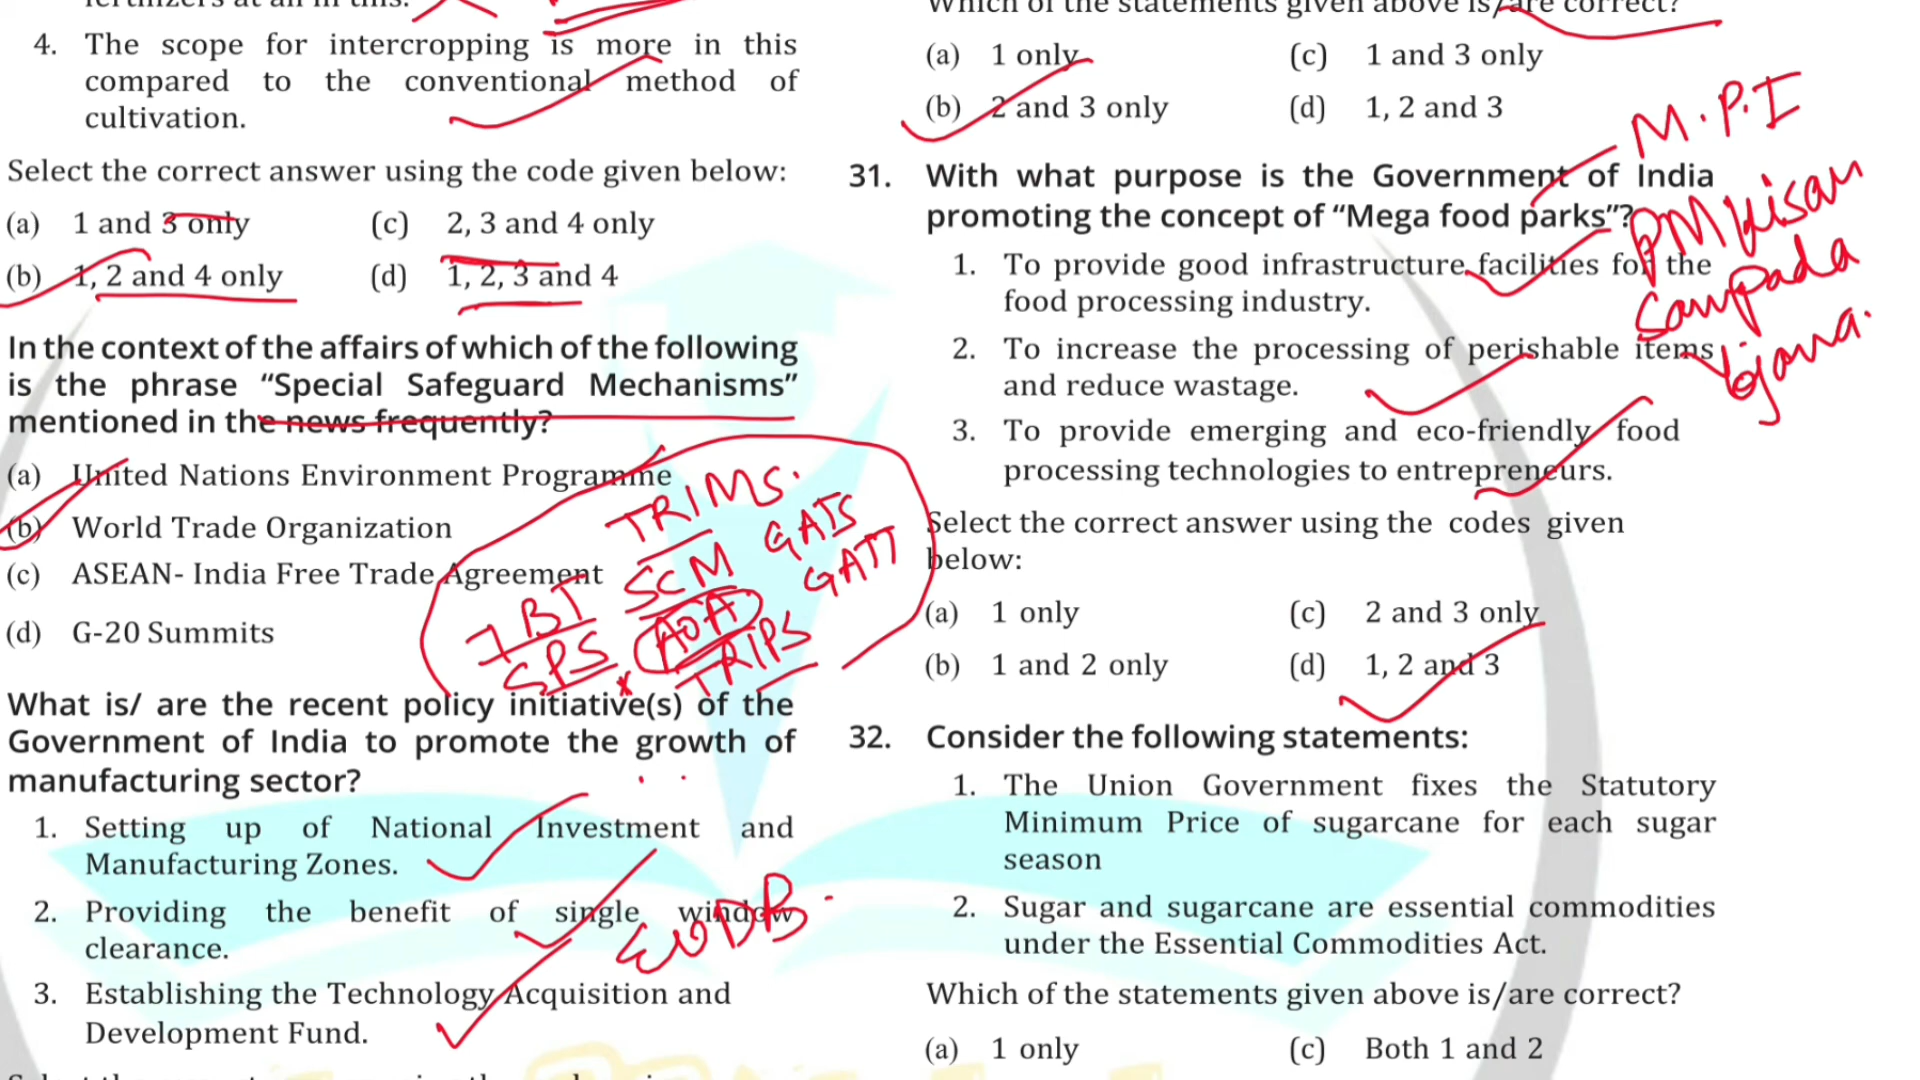 4. The scope for intercropping is more in this
compared to the conventional method of
cultivation.
Select the correct answer using the code given below:
(a) 1 and 3 only (c) 2, 3 and 4 only
(b) 1, 2 and 4 only (d) 1, 2, 3 and 4
In the context of the affairs of which of the following
is the phrase “Special Safeguard Mechanisms”
mentioned in the news frequently?
(a) United Nations Environment Programme
(b) World Trade Organization
(c) ASEAN- India Free Trade Agreement
(d) G-20 Summits
TRIMS.
SCM GATS
GATT
TBT
SPS AOA
TRIPS
What is/ are the recent policy initiative(s) of the
Government of India to promote the growth of
manufacturing sector?
1. Setting up of National Investment and
Manufacturing Zones.
2. Providing the benefit of single window
clearance.
EODB
3. Establishing the Technology Acquisition and
Development Fund.
Which of the statements given above is/are correct?
(a) 1 only (c) 1 and 3 only
(b) 2 and 3 only (d) 1, 2 and 3
31. With what purpose is the Government of India
promoting the concept of “Mega food parks”?
M.P.I
PM Kisan
Sampada
Yojana.
1. To provide good infrastructure facilities for the
food processing industry.
2. To increase the processing of perishable items
and reduce wastage.
3. To provide emerging and eco-friendly food
processing technologies to entrepreneurs.
Select the correct answer using the codes given
below:
(a) 1 only (c) 2 and 3 only
(b) 1 and 2 only (d) 1, 2 and 3
32. Consider the following statements:
1. The Union Government fixes the Statutory
Minimum Price of sugarcane for each sugar
season
2. Sugar and sugarcane are essential commodities
under the Essential Commodities Act.
Which of the statements given above is/are correct?
(a) 1 only (c) Both 1 and 2